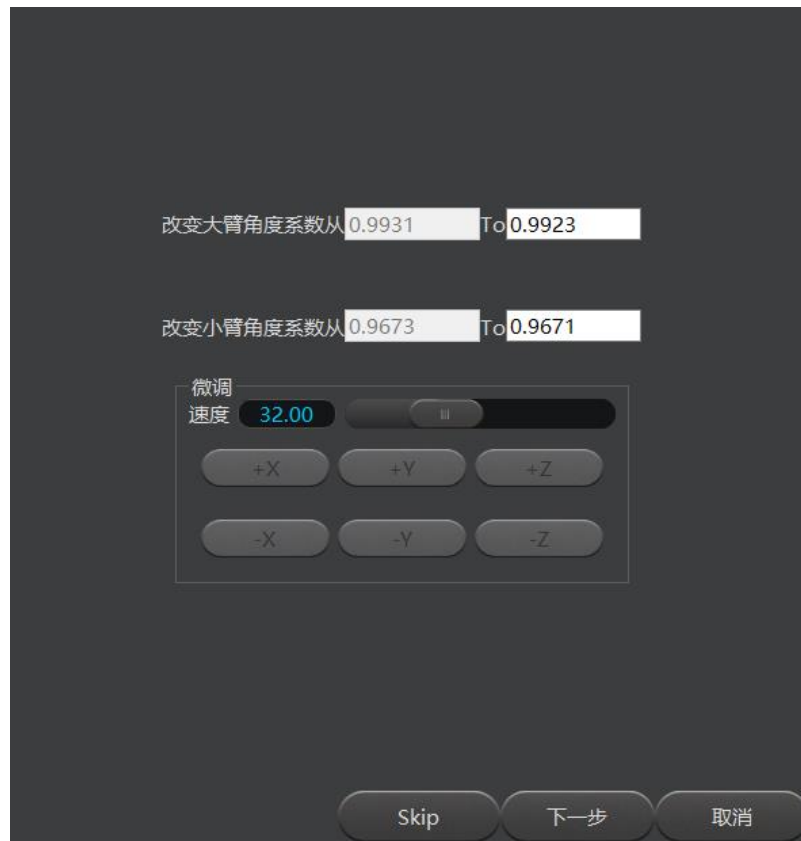 改变大臂角度系数从 0.9931 To 0.9923
改变小臂角度系数从 0.9673 To 0.9671
微调
速度 32.00
+X +Y +Z
-X -Y -Z
Skip 下一步 取消